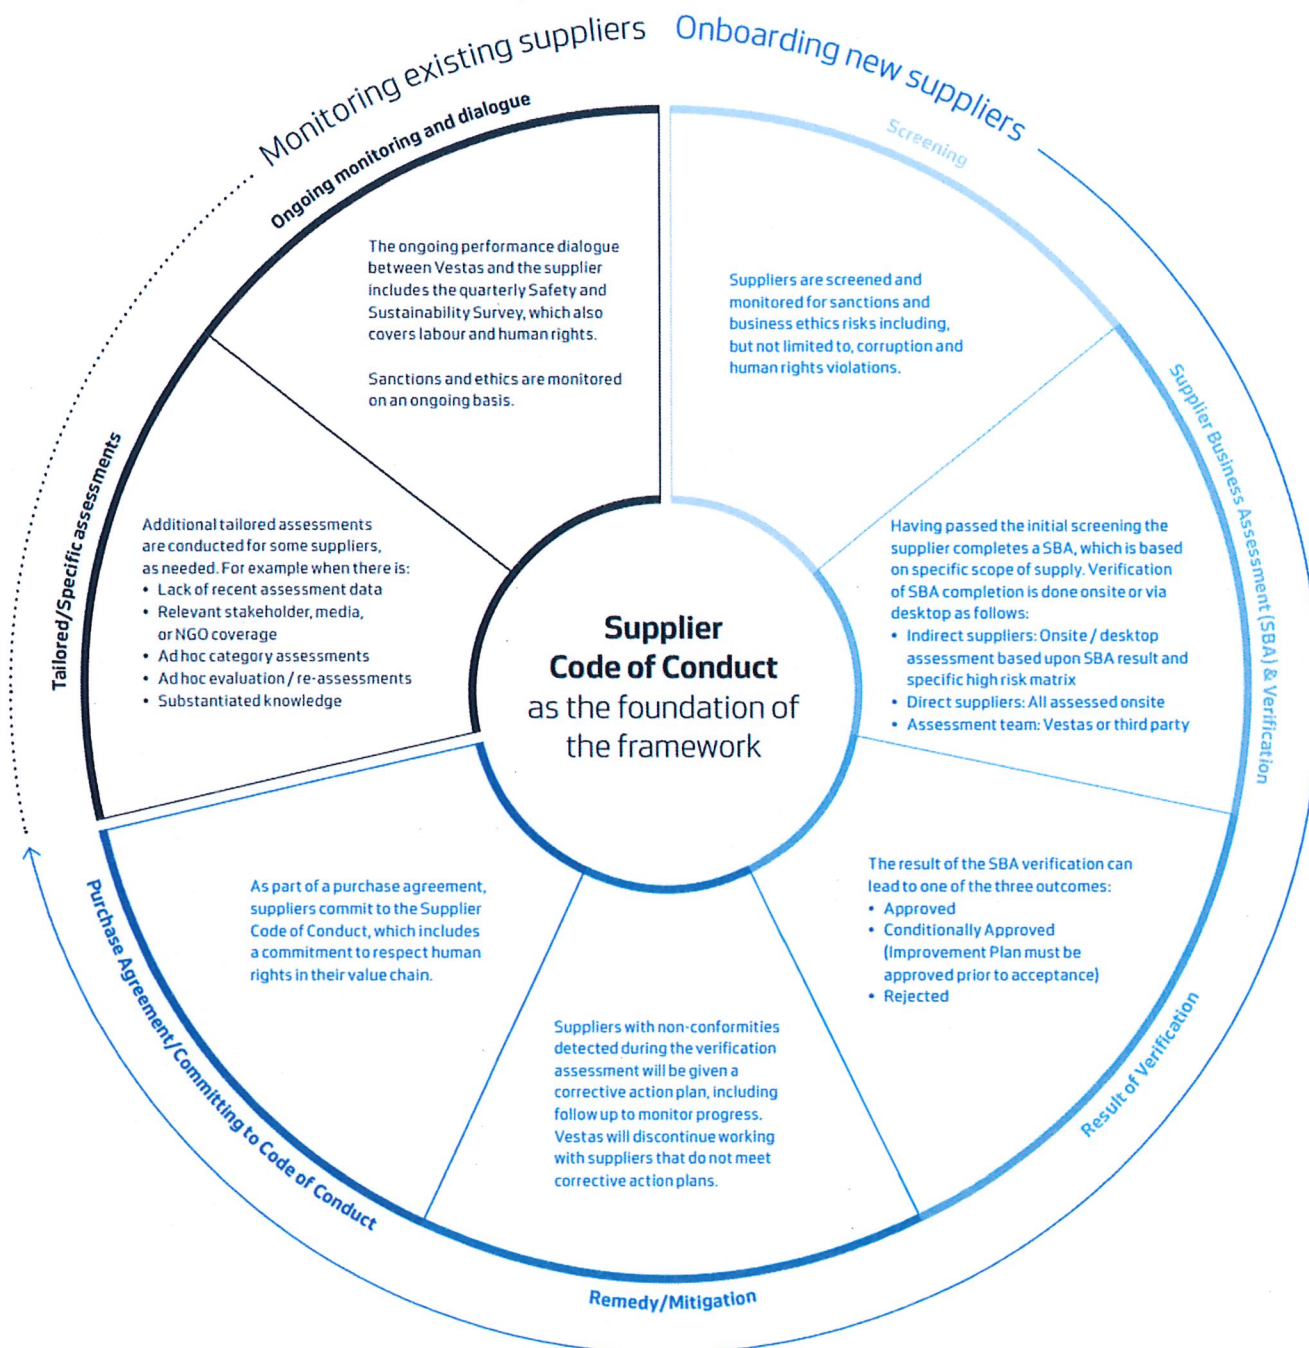 Monitoring existing suppliers
Onboarding new suppliers
Ongoing monitoring and dialogue
The ongoing performance dialogue
between Vestas and the supplier
includes the quarterly Safety and
Sustainability Survey, which also
covers labour and human rights.
Sanctions and ethics are monitored
on an ongoing basis.
Screening
Suppliers are screened and
monitored for sanctions and
business ethics risks including,
but not limited to, corruption and
human rights violations.
Supplier Business Assessment (SBA) & Verification
Having passed the initial screening the
supplier completes a SBA, which is based
on specific scope of supply. Verification
of SBA completion is done onsite or via
desktop as follows:
• Indirect suppliers: Onsite / desktop
assessment based upon SBA result and
specific high risk matrix
• Direct suppliers: All assessed onsite
• Assessment team: Vestas or third party
Tailored/Specific assessments
Additional tailored assessments
are conducted for some suppliers,
as needed. For example when there is:
• Lack of recent assessment data
• Relevant stakeholder, media,
or NGO coverage
• Ad hoc category assessments
• Ad hoc evaluation / re-assessments
• Substantiated knowledge
Supplier
Code of Conduct
as the foundation of
the framework
The result of the SBA verification can
lead to one of the three outcomes:
• Approved
• Conditionally Approved
(Improvement Plan must be
approved prior to acceptance)
• Rejected
Result of Verification
Suppliers with non-conformities
detected during the verification
assessment will be given a
corrective action plan, including
follow up to monitor progress.
Vestas will discontinue working
with suppliers that do not meet
corrective action plans.
Remedy/Mitigation
As part of a purchase agreement,
suppliers commit to the Supplier
Code of Conduct, which includes
a commitment to respect human
rights in their value chain.
Purchase Agreement/Committing to Code of Conduct